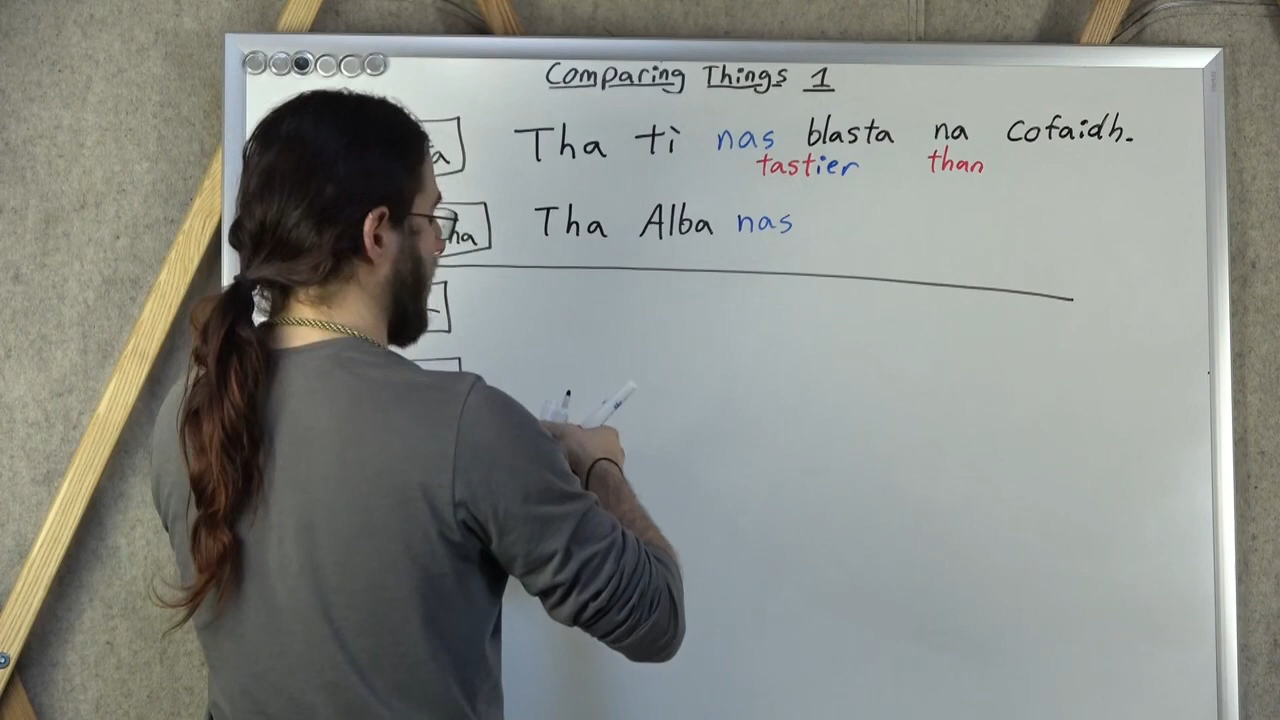 Comparing Things 1
Tha tì nas blasta na cofaidh.
tastier than
Tha Alba nas